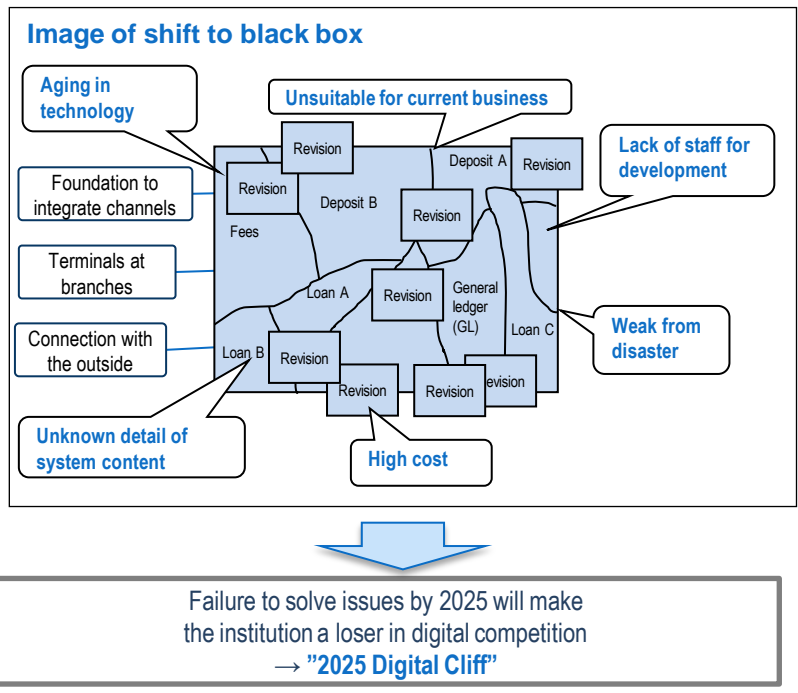 Image of shift to black box
Aging in
technology
Unsuitable for current business
Lack of staff for
development
Revision
Deposit A
Revision
Revision
Foundation to
integrate channels
Deposit B
Revision
Fees
Terminals at
branches
Loan A
Revision
General
ledger
(GL)
Loan C
Weak from
disaster
Connection with
the outside
Loan B
Revision
Revision
Revision
evision
Unknown detail of
system content
High cost
Failure to solve issues by 2025 will make
the institution a loser in digital competition
→ ”2025 Digital Cliff”